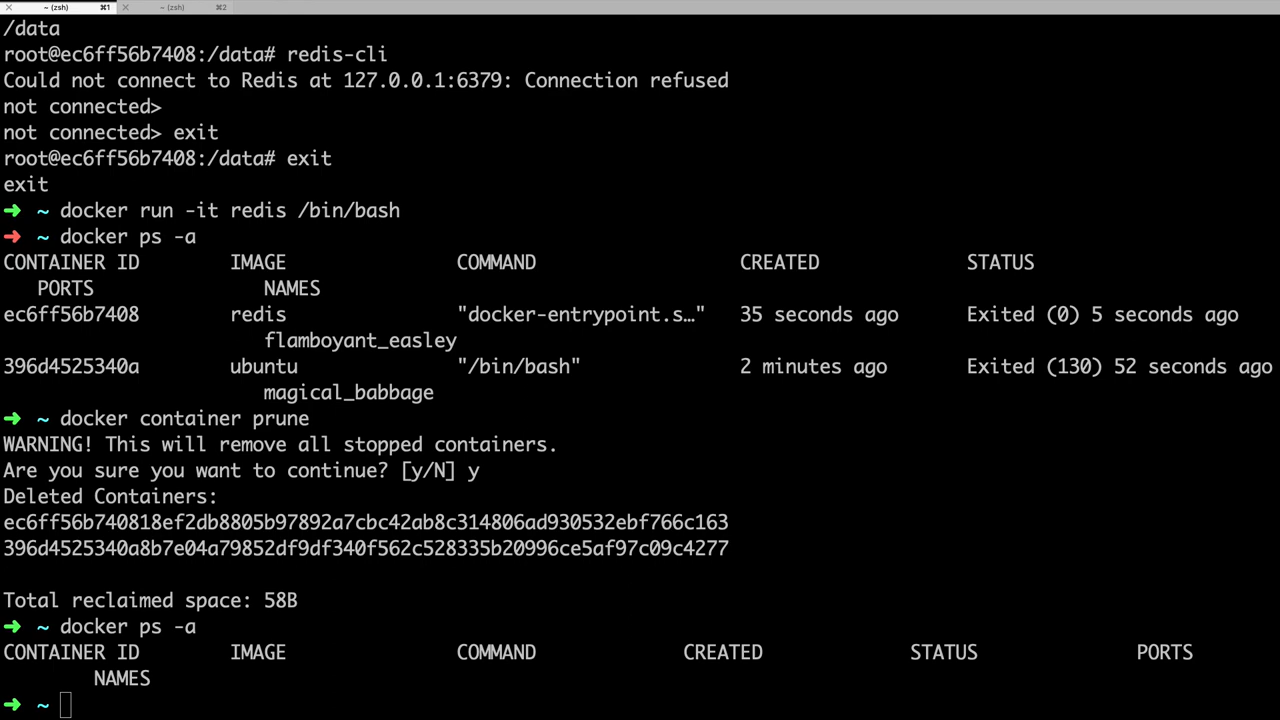 ~ (zsh) ⌘1 ~ (zsh) ⌘2
/data
root@ec6ff56b7408:/data# redis-cli
Could not connect to Redis at 127.0.0.1:6379: Connection refused
not connected>
not connected> exit
root@ec6ff56b7408:/data# exit
exit
➜ ~ docker run -it redis /bin/bash
➜ ~ docker ps -a
CONTAINER ID IMAGE COMMAND CREATED STATUS
PORTS NAMES
ec6ff56b7408 redis "docker-entrypoint.s…" 35 seconds ago Exited (0) 5 seconds ago
flamboyant_easley
396d4525340a ubuntu "/bin/bash" 2 minutes ago Exited (130) 52 seconds ago
magical_babbage
➜ ~ docker container prune
WARNING! This will remove all stopped containers.
Are you sure you want to continue? [y/N] y
Deleted Containers:
ec6ff56b740818ef2db8805b97892a7cbc42ab8c314806ad930532ebf766c163
396d4525340a8b7e04a79852df9df340f562c528335b20996ce5af97c09c4277
Total reclaimed space: 58B
➜ ~ docker ps -a
CONTAINER ID IMAGE COMMAND CREATED STATUS PORTS
NAMES
➜ ~